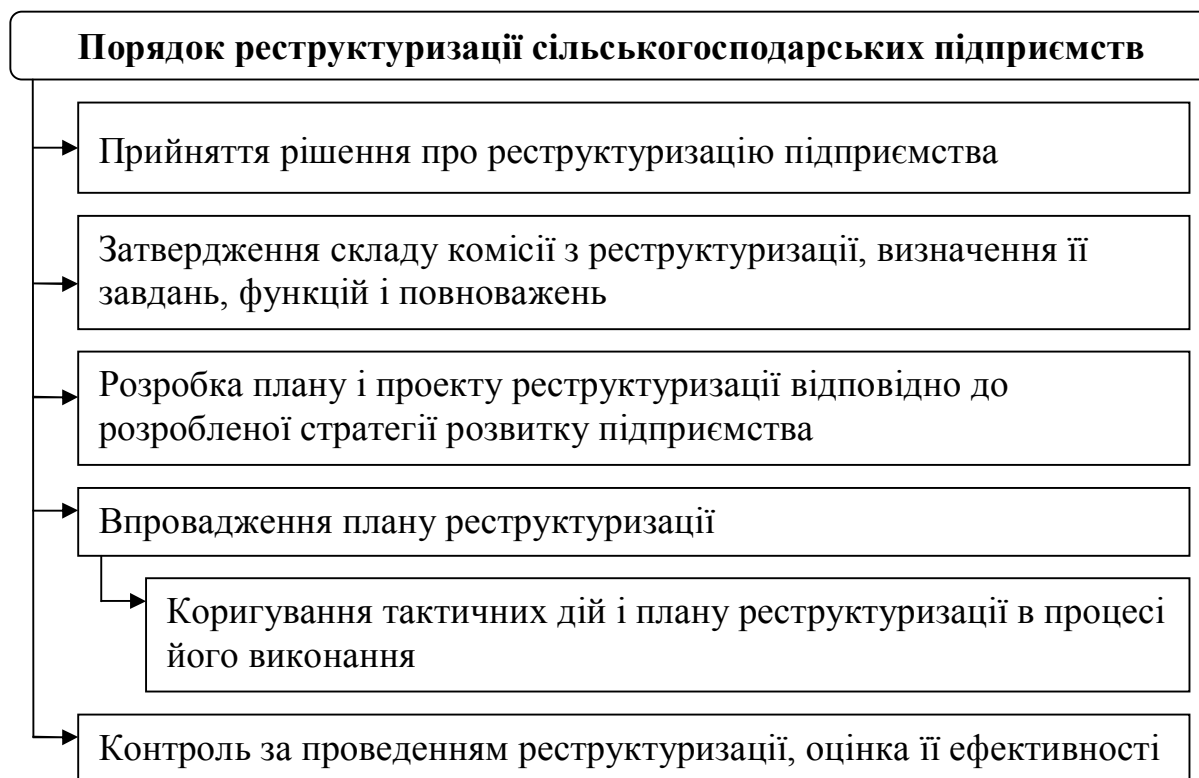 Порядок реструктуризації сільськогосподарських підприємств
Прийняття рішення про реструктуризацію підприємства
Затвердження складу комісії з реструктуризації, визначення її
завдань, функцій і повноважень
Розробка плану і проекту реструктуризації відповідно до
розробленої стратегії розвитку підприємства
Впровадження плану реструктуризації
Коригування тактичних дій і плану реструктуризації в процесі
його виконання
Контроль за проведенням реструктуризації, оцінка її ефективності